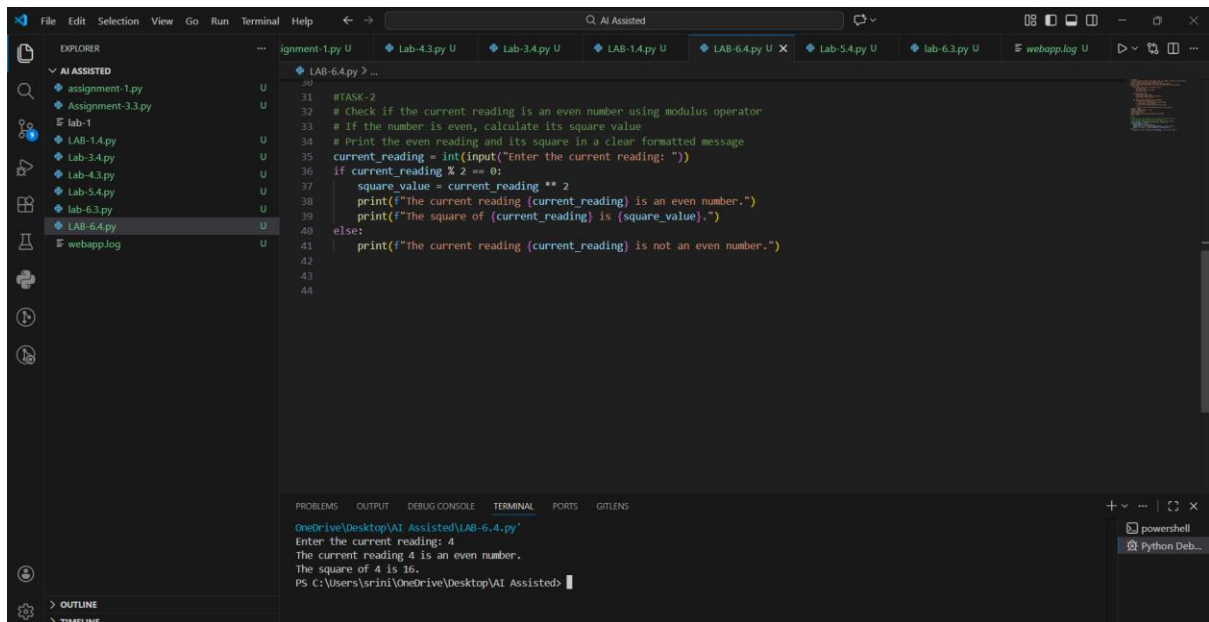 File Edit Selection View Go Run Terminal Help
AI Assisted
EXPLORER
ignment-1.py U Lab-4.3.py U Lab-3.4.py U LAB-1.4.py U LAB-6.4.py U Lab-5.4.py U lab-6.3.py U webapp.log U
AI ASSISTED
LAB-6.4.py > ...
assignment-1.py U
Assignment-3.3.py U
lab-1
LAB-1.4.py U
Lab-3.4.py U
Lab-4.3.py U
Lab-5.4.py U
lab-6.3.py U
LAB-6.4.py U
webapp.log U
9
30
31 #TASK-2
32 # Check if the current reading is an even number using modulus operator
33 # If the number is even, calculate its square value
34 # Print the even reading and its square in a clear formatted message
35 current_reading = int(input("Enter the current reading: "))
36 if current_reading % 2 == 0:
37     square_value = current_reading ** 2
38     print(f"The current reading {current_reading} is an even number.")
39     print(f"The square of {current_reading} is {square_value}.")
40 else:
41     print(f"The current reading {current_reading} is not an even number.")
42
43
44
PROBLEMS OUTPUT DEBUG CONSOLE TERMINAL PORTS GITLENS
OneDrive\Desktop\AI Assisted\LAB-6.4.py'
Enter the current reading: 4
The current reading 4 is an even number.
The square of 4 is 16.
PS C:\Users\srini\OneDrive\Desktop\AI Assisted>
powershell
Python Deb...
OUTLINE
TIMELINE